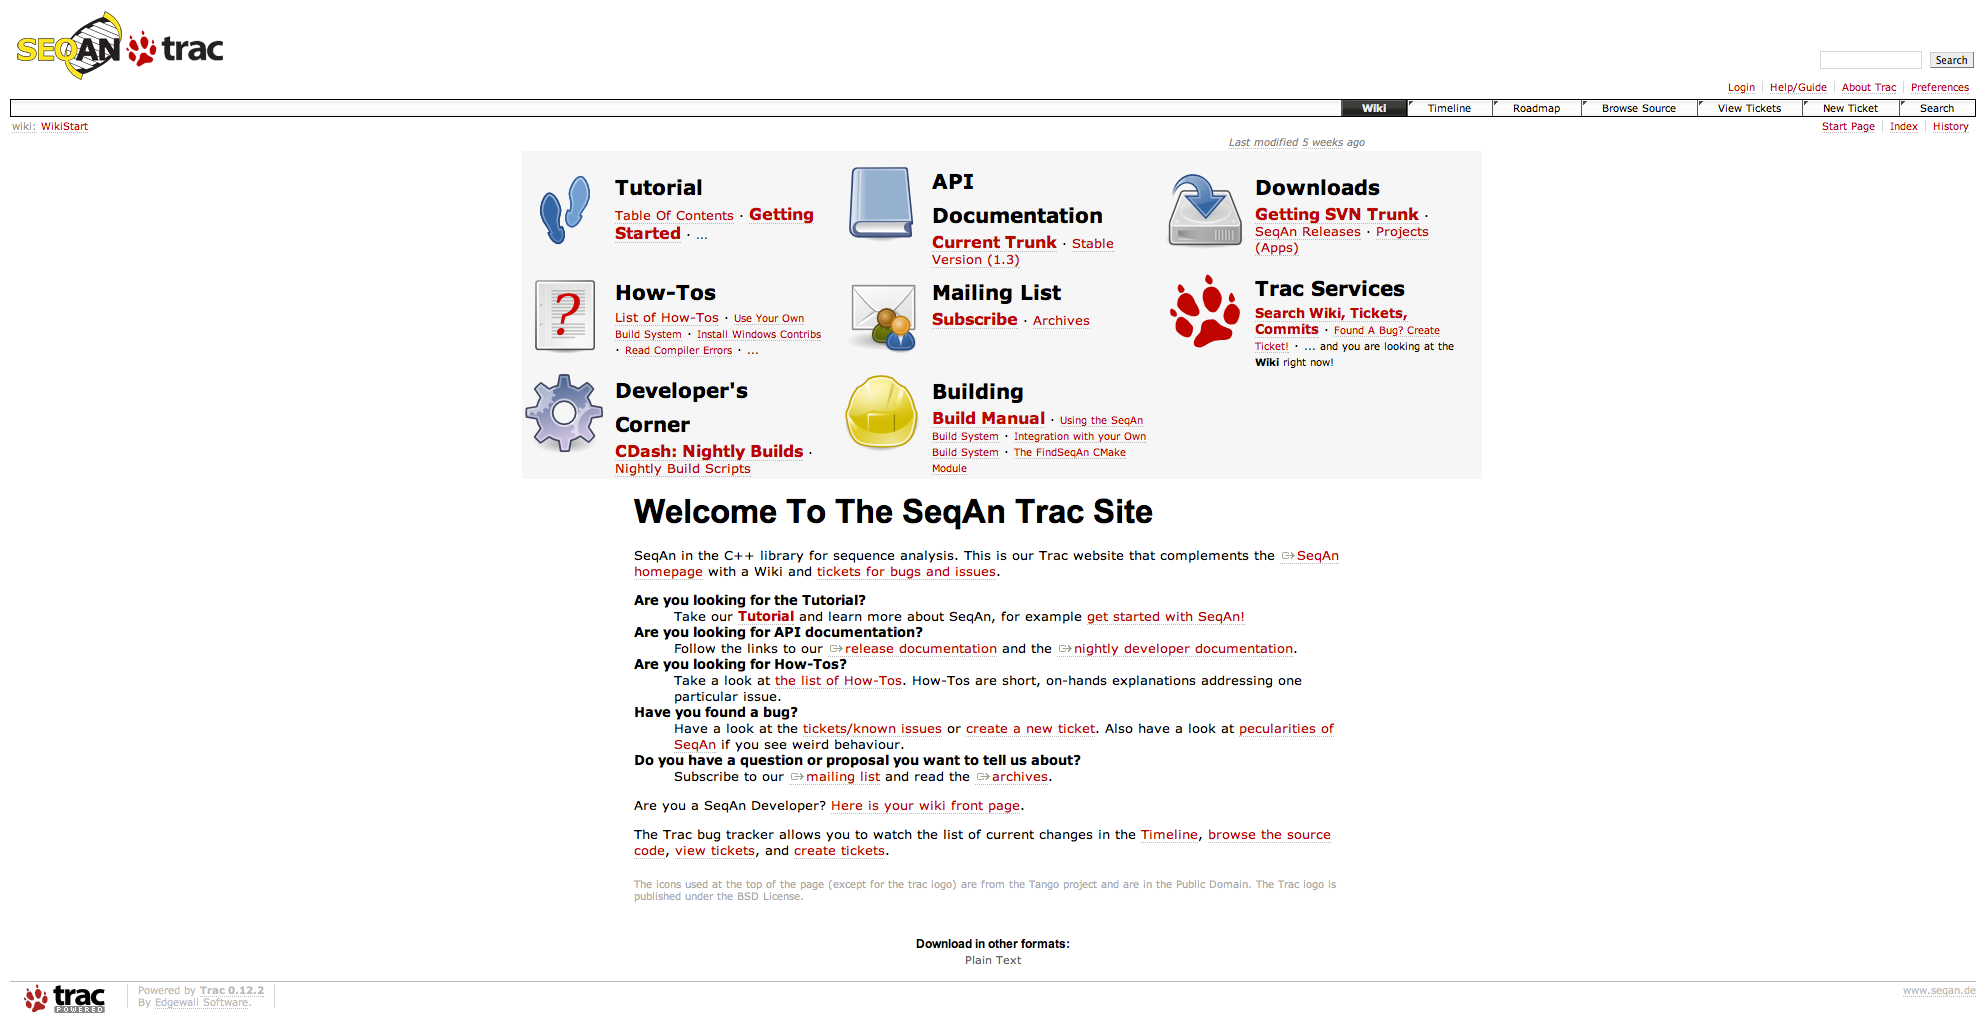 SEQAN trac
Search
Login Help/Guide About Trac Preferences
Wiki Timeline Roadmap Browse Source View Tickets New Ticket Search
wiki: WikiStart
Start Page Index History
Last modified 5 weeks ago
Tutorial
Table Of Contents · Getting
Started · ...
API
Documentation
Current Trunk · Stable
Version (1.3)
Downloads
Getting SVN Trunk ·
SeqAn Releases · Projects
(Apps)
How-Tos
List of How-Tos · Use Your Own
Build System · Install Windows Contribs
· Read Compiler Errors · ...
Mailing List
Subscribe · Archives
Trac Services
Search Wiki, Tickets,
Commits · Found A Bug? Create
Ticket! · ... and you are looking at the
Wiki right now!
Developer's
Corner
CDash: Nightly Builds ·
Nightly Build Scripts
Building
Build Manual · Using the SeqAn
Build System · Integration with your Own
Build System · The FindSeqAn CMake
Module
Welcome To The SeqAn Trac Site
SeqAn in the C++ library for sequence analysis. This is our Trac website that complements the SeqAn
homepage with a Wiki and tickets for bugs and issues.
Are you looking for the Tutorial?
Take our Tutorial and learn more about SeqAn, for example get started with SeqAn!
Are you looking for API documentation?
Follow the links to our release documentation and the nightly developer documentation.
Are you looking for How-Tos?
Take a look at the list of How-Tos. How-Tos are short, on-hands explanations addressing one
particular issue.
Have you found a bug?
Have a look at the tickets/known issues or create a new ticket. Also have a look at pecularities of
SeqAn if you see weird behaviour.
Do you have a question or proposal you want to tell us about?
Subscribe to our mailing list and read the archives.
Are you a SeqAn Developer? Here is your wiki front page.
The Trac bug tracker allows you to watch the list of current changes in the Timeline, browse the source
code, view tickets, and create tickets.
The icons used at the top of the page (except for the trac logo) are from the Tango project and are in the Public Domain. The Trac logo is
published under the BSD License.
Download in other formats:
Plain Text
trac
POWERED
Powered by Trac 0.12.2
By Edgewall Software.
www.seqan.de